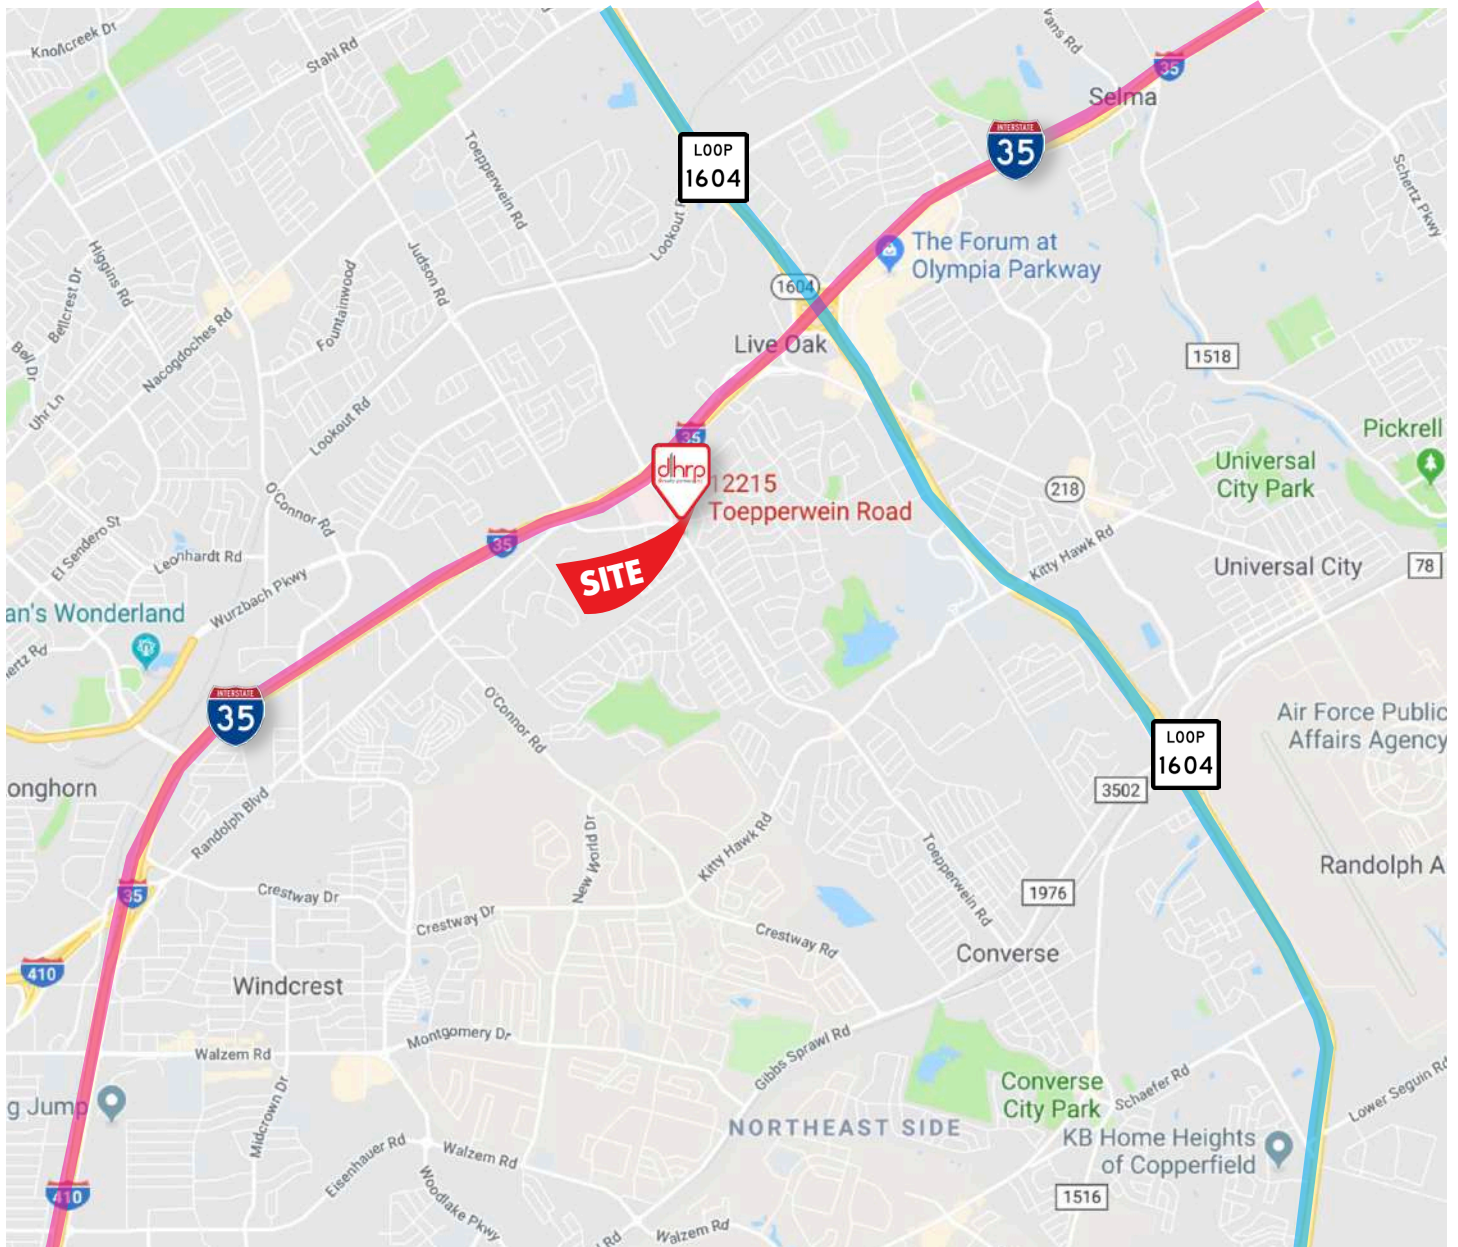 Knollcreek Dr
Stahl Rd
Evans Rd
35
Selma
INTERSTATE
35
LOOP
1604
Toepperwein Rd
Schertz Pkwy
Lookout R
Judson Rd
Higgins Rd
Bellcrest Dr
Fountainwood
The Forum at
Olympia Parkway
1604
Nacogdoches Rd
Bell Dr
Uhr Ln
Live Oak
1518
Lookout Rd
35
Pickrell
dhrp
12215
Toepperwein Road
Universal
City Park
218
O'Connor Rd
El Sendero St
Leonhardt Rd
35
SITE
Kitty Hawk Rd
Universal City
78
Wurzbach Pkwy
an's Wonderland
ertz Rd
INTERSTATE
35
O'Connor Rd
Air Force Public
Affairs Agency
LOOP
1604
3502
onghorn
Randolph Blvd
New World Dr
Kitty Hawk Rd
Toepperwein Rd
Randolph A
35
Crestway Dr
Crestway Dr
1976
Crestway Rd
Converse
410
Windcrest
Montgomery Dr
Walzem Rd
Gibbs Sprawl Rd
Converse
City Park
Schaefer Rd
Lower Seguin Rd
g Jump
Midcrown Dr
NORTHEAST SIDE
KB Home Heights
of Copperfield
Eisenhauer Rd
Walzem Rd
410
Woodlake Pkwy
1516
Rd
Walzem Rd